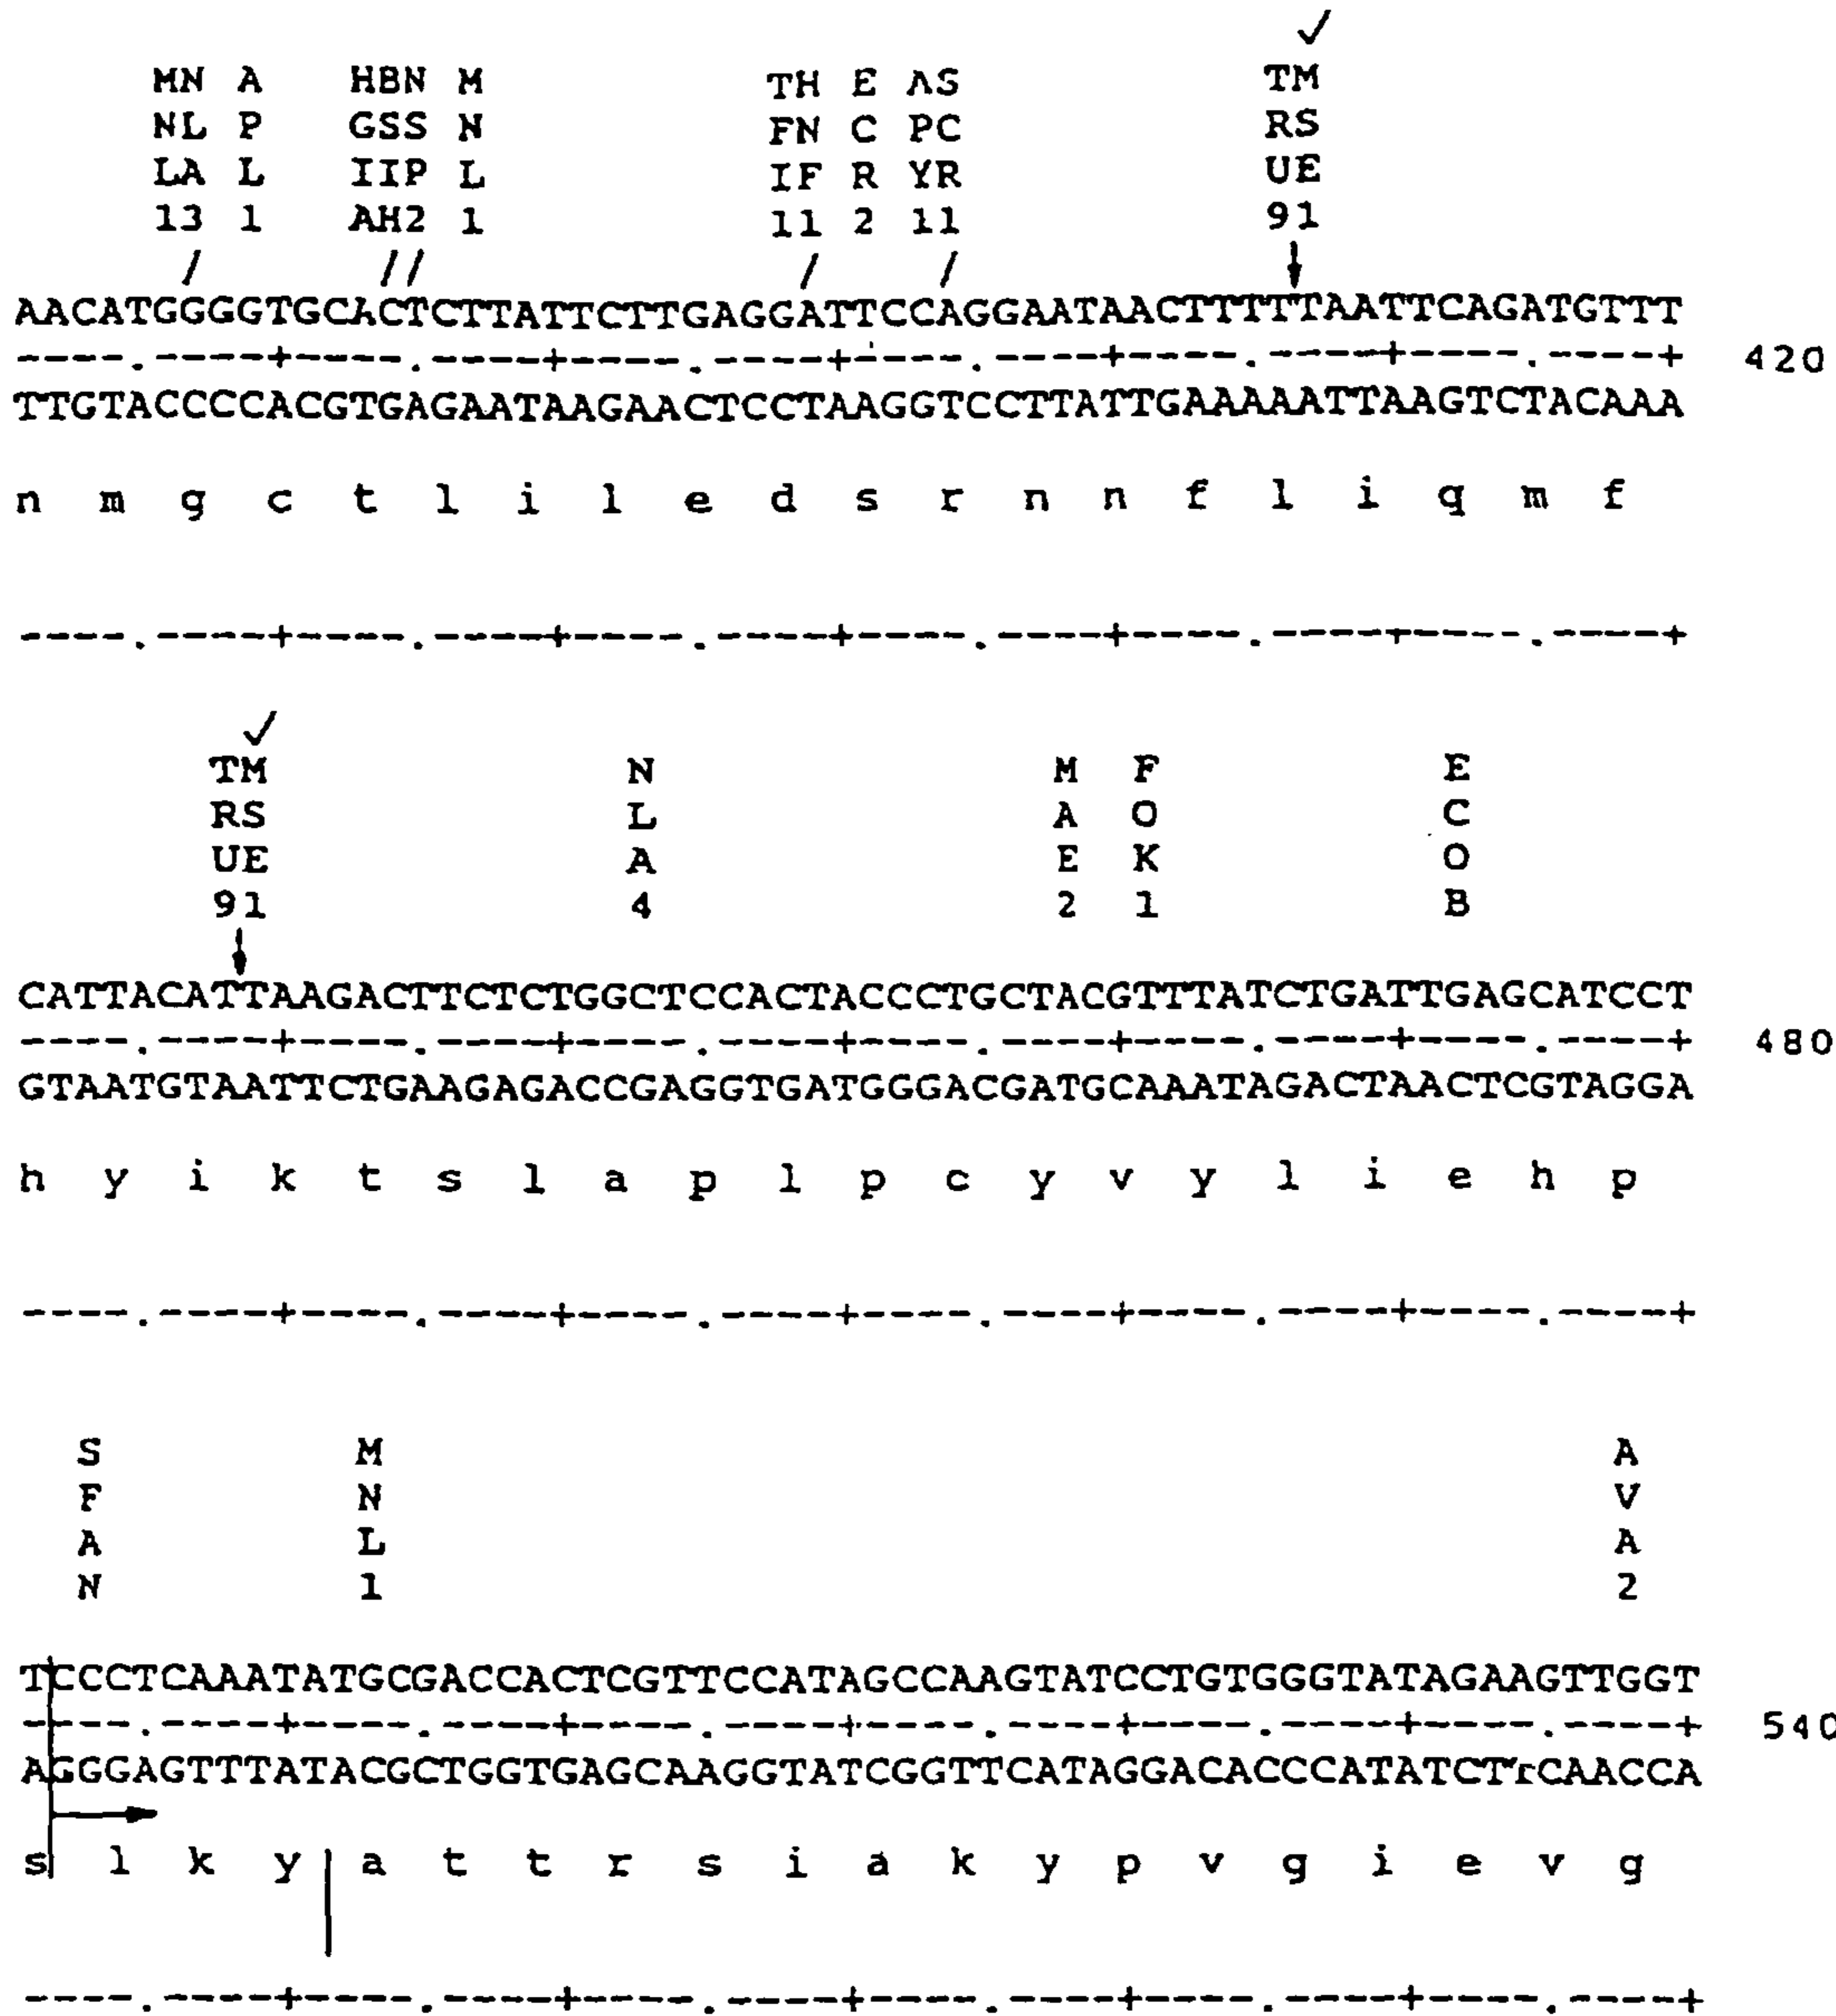 MN A HBN M TH E AS TM
NL P GSS N FN C PC RS
LA L IIP L IF R YR UE
13 1 AH2 1 11 2 11 91
/ // / /
AACATGGGGTGCACTCTTATTCTTGAGGATTCCAGGAATAACTTTTTAATTCAGATGTTT
----.----+----.----+----.----+----.----+----.----+----.----+ 420
TTGTACCCCACGTGAGAATAAGAACTCCTAAGGTCCTTATTGAAAAATTAAGTCTACAAA
n m g c t l i l e d s r n n f l i q m f
----.----+----.----+----.----+----.----+----.----+----.----+
TM N M F E
RS L A O C
UE A E K O
91 4 2 1 B
CATTACATTAAGACTTCTCTGGCTCCACTACCCTGCTACGTTTATCTGATTGAGCATCCT
----.----+----.----+----.----+----.----+----.----+----.----+ 480
GTAATGTAATTCTGAAGAGACCGAGGTGATGGGACGATGCAAATAGACTAACTCGTAGGA
h y i k t s l a p l p c y v y l i e h p
----.----+----.----+----.----+----.----+----.----+----.----+
S M A
F N V
A L A
N 1 2
TCCCTCAAATATGCGACCACTCGTTCCATAGCCAAGTATCCTGTGGGTATAGAAGTTGGT
----.----+----.----+----.----+----.----+----.----+----.----+ 540
AGGGAGTTTATACGCTGGTGAGCAAGGTATCGGTTCATAGGACACCCATATCTTCAACCA
s l k y a t t r s i a k y p v g i e v g
----.----+----.----+----.----+----.----+----.----+----.----+